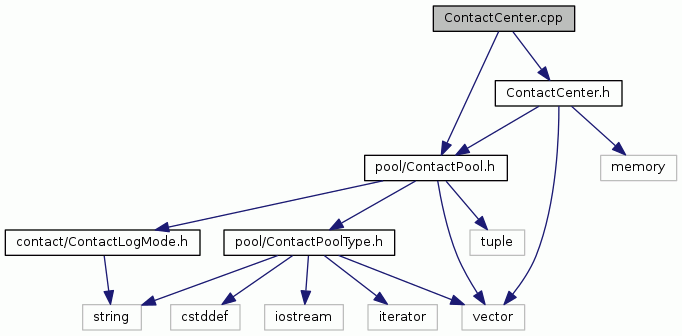 ContactCenter.cpp
ContactCenter.h
pool/ContactPool.h
memory
contact/ContactLogMode.h
pool/ContactPoolType.h
tuple
string
cstddef
iostream
iterator
vector